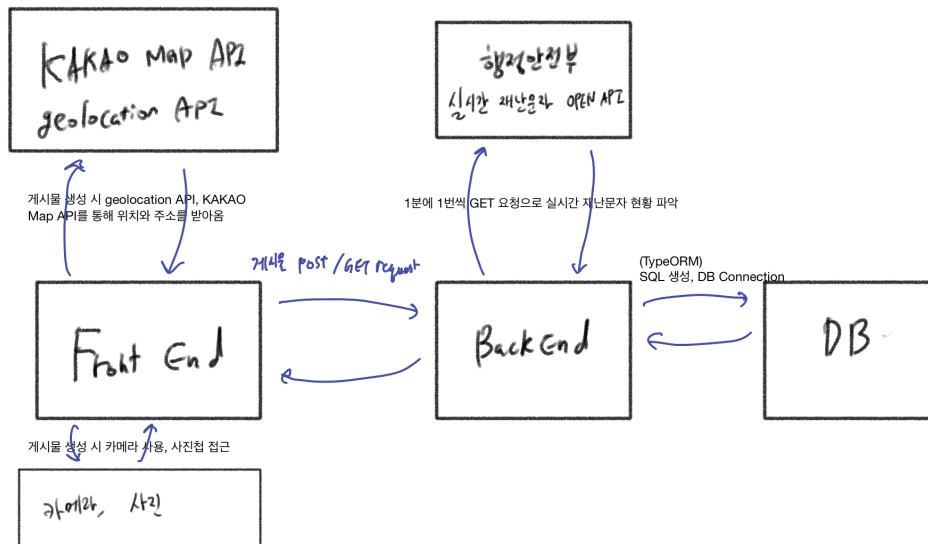 KAKAO Map API
geolocation API
행정안전부
실시간 재난문자 OPEN API
게시물 생성 시 geolocation API, KAKAO
Map API를 통해 위치와 주소를 받아옴
1분에 1번씩 GET 요청으로 실시간 재난문자 현황 파악
게시물 post / GET request
(TypeORM)
SQL 생성, DB Connection
Front End
Back End
DB
게시물 생성 시 카메라 사용, 사진첩 접근
카메라, 사진